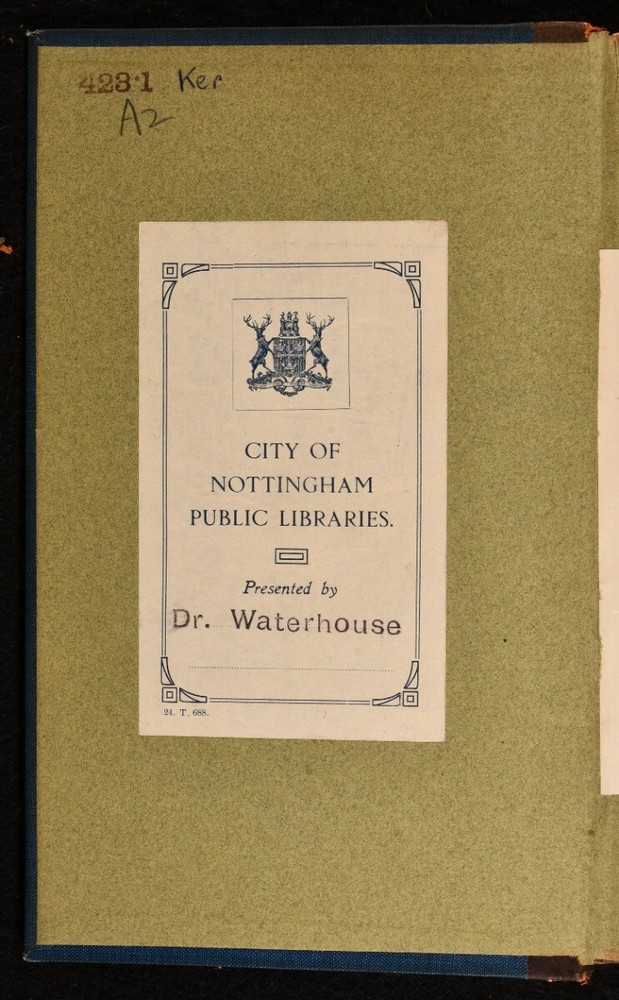 423·1 Ker
A2
CITY OF
NOTTINGHAM
PUBLIC LIBRARIES.
Presented by
Dr. Waterhouse
24. T. 688.